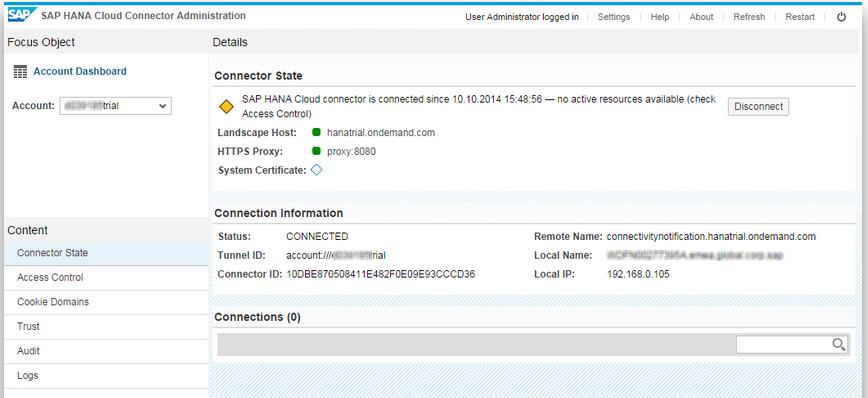 SAP SAP HANA Cloud Connector Administration
User Administrator logged in Settings Help About Refresh Restart
Focus Object
Details
Account Dashboard
Account: trial
Connector State
SAP HANA Cloud connector is connected since 10.10.2014 15:48:56 — no active resources available (check
Access Control)
Disconnect
Landscape Host: hanatrial.ondemand.com
HTTPS Proxy: proxy:8080
System Certificate:
Connection Information
Status: CONNECTED
Remote Name: connectivitynotification.hanatrial.ondemand.com
Tunnel ID: account:///trial
Local Name:
Connector ID: 10DBE870508411E482F0E09E93CCCD36
Local IP: 192.168.0.105
Connections (0)
Content
Connector State
Access Control
Cookie Domains
Trust
Audit
Logs